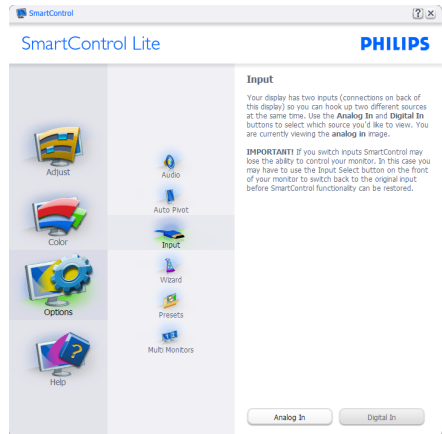 SmartControl
SmartControl Lite
PHILIPS
Adjust
Color
Options
Help
Audio
Auto Pivot
Input
Wizard
Presets
Multi Monitors
Input
Your display has two inputs (connections on back of
this display) so you can hook up two different sources
at the same time. Use the Analog In and Digital In
buttons to select which source you'd like to view. You
are currently viewing the analog in image.
IMPORTANT! If you switch inputs SmartControl may
lose the ability to control your monitor. In this case you
may have to use the Input Select button on the front
of your monitor to switch back to the original input
before SmartControl functionality can be restored.
Analog In
Digital In